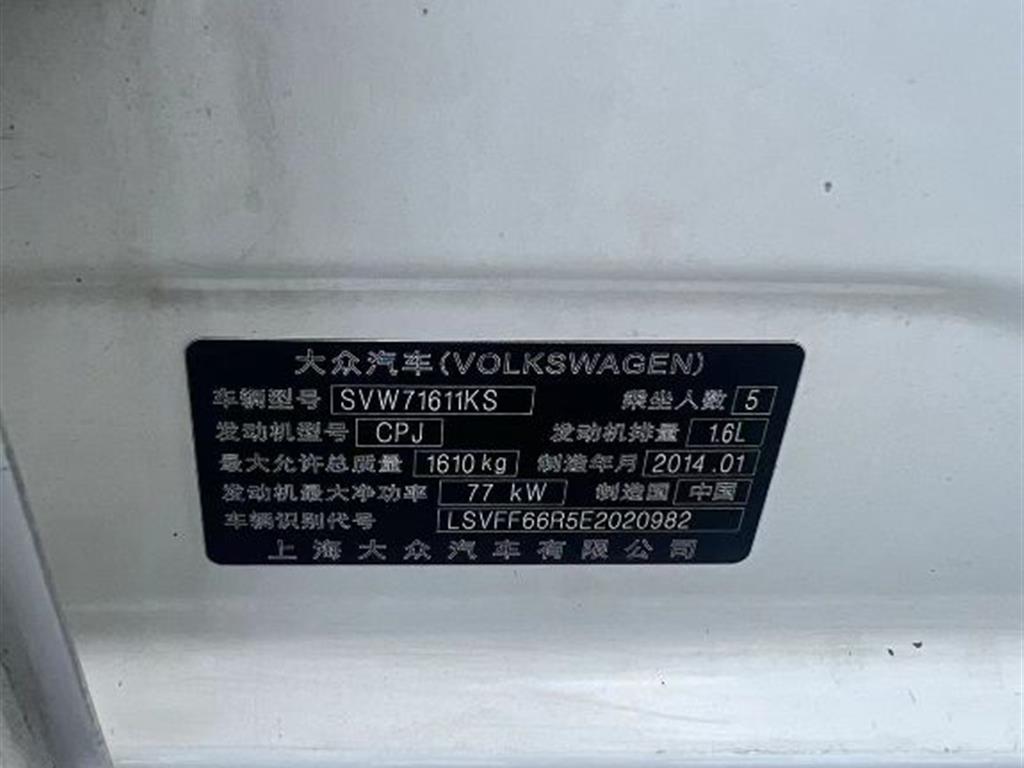 大众汽车(VOLKSWAGEN)
车辆型号 SVW71611KS 乘坐人数 5
发动机型号 CPJ 发动机排量 1.6L
最大允许总质量 1610kg 制造年月 2014.01
发动机最大净功率 77 kW 制造国 中国
车辆识别代号 LSVFF66R5E2020982
上海大众汽车有限公司